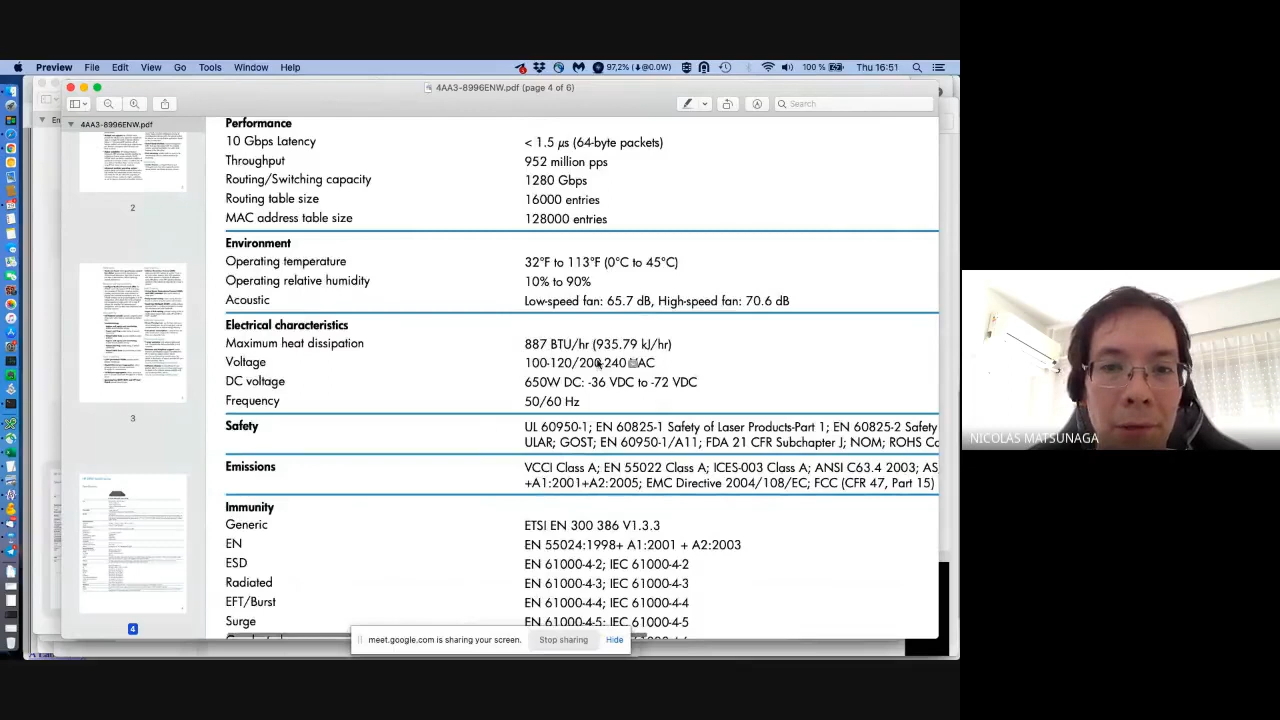 Preview File Edit View Go Tools Window Help 97,2% (⬇@0.0W) 100 % Thu 16:51
4AA3-8996ENW.pdf (page 4 of 6)
Search
4AA3-8996ENW.pdf
2
3
4
Performance
10 Gbps Latency < 1.5 µs (64-byte packets)
Throughput 952 million pps
Routing/Switching capacity 1280 Gbps
Routing table size 16000 entries
MAC address table size 128000 entries
Environment
Operating temperature 32°F to 113°F (0°C to 45°C)
Operating relative humidity 10% to 90%
Acoustic Low-speed fan: 65.7 dB, High-speed fan: 70.6 dB
Electrical characteristics
Maximum heat dissipation 887 BTU/hr (935.79 kJ/hr)
Voltage 100-120/200-240 AC
DC voltage 650W DC: -36 VDC to -72 VDC
Frequency 50/60 Hz
Safety UL 60950-1; EN 60825-1 Safety of Laser Products-Part 1; EN 60825-2 Safety
ULAR; GOST; EN 60950-1/A11; FDA 21 CFR Subchapter J; NOM; ROHS Co
Emissions VCCI Class A; EN 55022 Class A; ICES-003 Class A; ANSI C63.4 2003; AS
+A1:2001+A2:2005; EMC Directive 2004/108/EC; FCC (CFR 47, Part 15)
Immunity
Generic ETSI EN 300 386 V1.3.3
EN EN 55024:1998+ A1:2001 + A2:2003
ESD EN 61000-4-2; IEC 61000-4-2
Radiated EN 61000-4-3; IEC 61000-4-3
EFT/Burst EN 61000-4-4; IEC 61000-4-4
Surge EN 61000-4-5; IEC 61000-4-5
meet.google.com is sharing your screen. Stop sharing Hide
NICOLAS MATSUNAGA